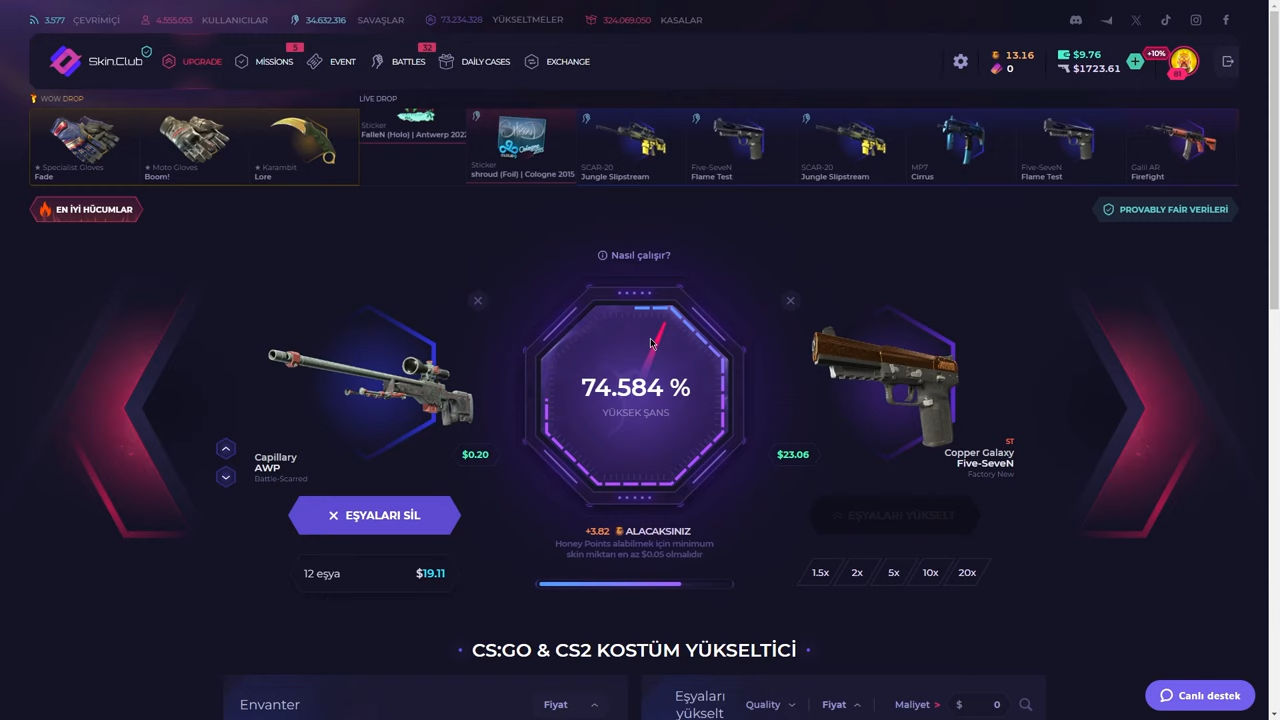 3.577 ÇEVRİMİÇİ
4.555.053 KULLANICILAR
34.632.316 SAVAŞLAR
73.234.328 YÜKSELTMELER
324.069.050 KASALAR
Skin.Club
UPGRADE
5
MISSIONS
EVENT
32
BATTLES
DAILY CASES
EXCHANGE
13.16
0
$9.76
$1723.61
+10%
81
WOW DROP
LİVE DROP
★ Specialist Gloves
Fade
★ Moto Gloves
Boom!
★ Karambit
Lore
Sticker
FalleN (Holo) | Antwerp 2022
Sticker
shroud (Foil) | Cologne 2015
SCAR-20
Jungle Slipstream
Five-SeveN
Flame Test
SCAR-20
Jungle Slipstream
MP7
Cirrus
Five-SeveN
Flame Test
Galil AR
Firefight
EN İYİ HÜCUMLAR
PROVABLY FAİR VERİLERİ
Nasıl çalışır?
74.584 %
YÜKSEK ŞANS
Capillary
AWP
Battle-Scarred
$0.20
$23.06
ST
Copper Galaxy
Five-SeveN
Factory New
EŞYALARI SİL
EŞYALARI YÜKSELT
+3.82 ALACAKSINIZ
Honey Points alabilmek için minimum
skin miktarı en az $0.05 olmalıdır
12 eşya $19.11
1.5x 2x 5x 10x 20x
CS:GO & CS2 KOSTÜM YÜKSELTİCİ
Envanter
Fiyat
Eşyaları
yükselt
Quality
Fiyat
Maliyet >
$ 0
Canlı destek